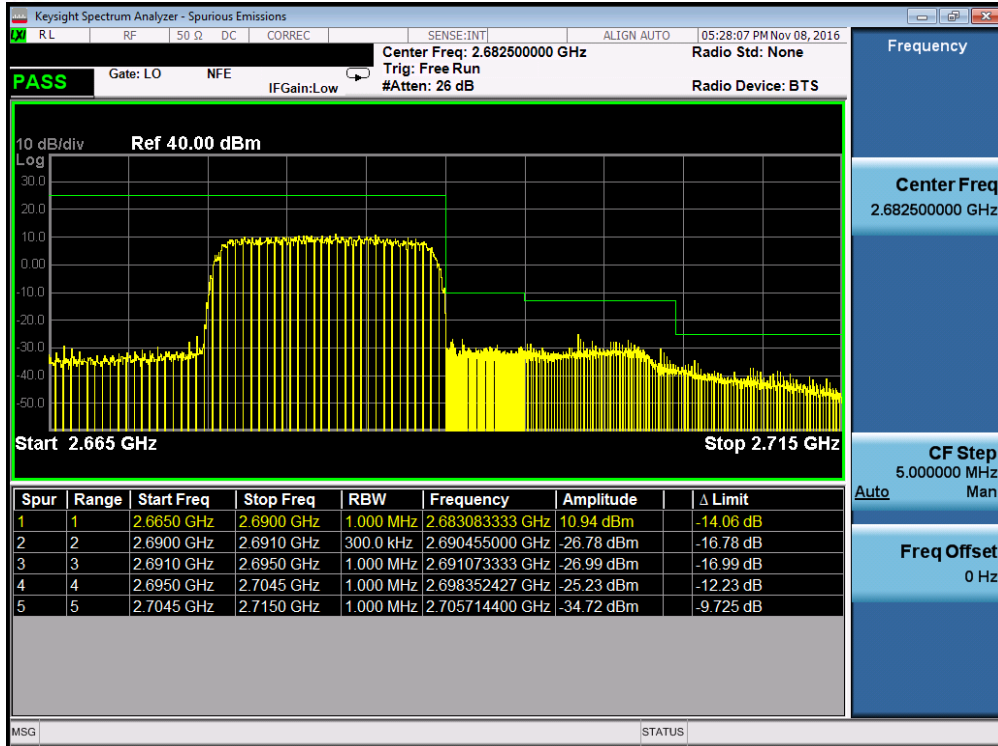 Keysight Spectrum Analyzer - Spurious Emissions
LXI RL RF 50 Ω DC CORREC SENSE:INT ALIGN AUTO 05:28:07 PM Nov 08, 2016
Center Freq: 2.682500000 GHz Radio Std: None
PASS Gate: LO NFE Trig: Free Run
IFGain:Low #Atten: 26 dB Radio Device: BTS
10 dB/div Ref 40.00 dBm
Log
30.0
20.0
10.0
0.00
-10.0
-20.0
-30.0
-40.0
-50.0
Start 2.665 GHz Stop 2.715 GHz
Spur Range Start Freq Stop Freq RBW Frequency Amplitude Δ Limit
1 1 2.6650 GHz 2.6900 GHz 1.000 MHz 2.683083333 GHz 10.94 dBm -14.06 dB
2 2 2.6900 GHz 2.6910 GHz 300.0 kHz 2.690455000 GHz -26.78 dBm -16.78 dB
3 3 2.6910 GHz 2.6950 GHz 1.000 MHz 2.691073333 GHz -26.99 dBm -16.99 dB
4 4 2.6950 GHz 2.7045 GHz 1.000 MHz 2.698352427 GHz -25.23 dBm -12.23 dB
5 5 2.7045 GHz 2.7150 GHz 1.000 MHz 2.705714400 GHz -34.72 dBm -9.725 dB
MSG STATUS
Frequency
Center Freq
2.682500000 GHz
CF Step
5.000000 MHz
Auto Man
Freq Offset
0 Hz